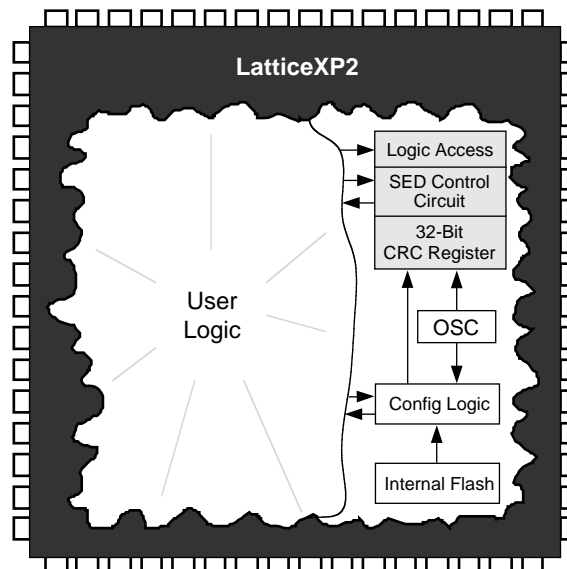 LatticeXP2
Logic Access
SED Control
Circuit
32-Bit
CRC Register
User
Logic
OSC
Config Logic
Internal Flash